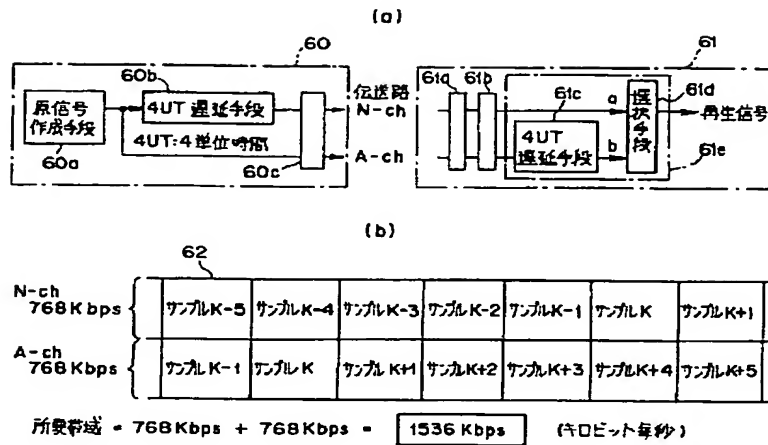 (a)
60
60b
原信号
作成手段
60a
4UT 遅延手段
4UT:4単位時間
60c
伝送路
N-ch
A-ch
61
61a
61b
61c
4UT
遅延手段
a
b
選択手段
61d
再生信号
61e
(b)
62
N-ch
768Kbps
サンプルK-5 サンプルK-4 サンプルK-3 サンプルK-2 サンプルK-1 サンプルK サンプルK+1
A-ch
768Kbps
サンプルK-1 サンプルK サンプルK+1 サンプルK+2 サンプルK+3 サンプルK+4 サンプルK+5
所要帯域 = 768Kbps + 768Kbps = 1536 Kbps (キロビット毎秒)